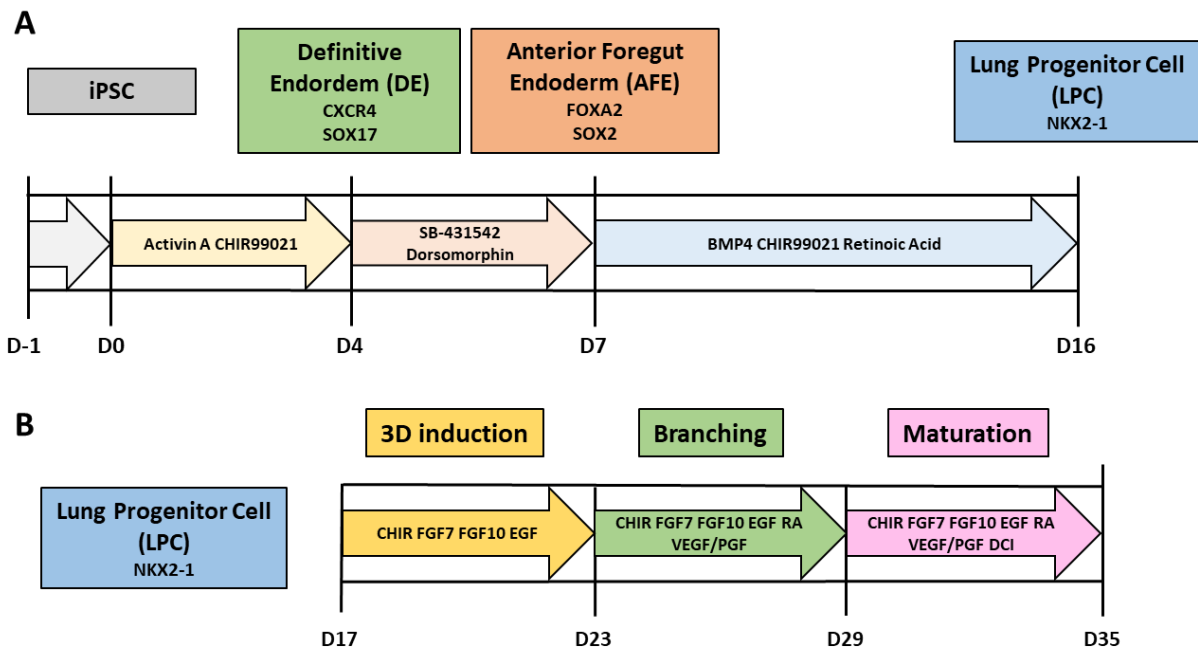 A
iPSC
Definitive
Endordem (DE)
CXCR4
SOX17
Anterior Foregut
Endoderm (AFE)
FOXA2
SOX2
Lung Progenitor Cell
(LPC)
NKX2-1
Activin A CHIR99021
SB-431542
Dorsomorphin
BMP4 CHIR99021 Retinoic Acid
D-1
D0
D4
D7
D16
B
3D induction
Branching
Maturation
Lung Progenitor Cell
(LPC)
NKX2-1
CHIR FGF7 FGF10 EGF
CHIR FGF7 FGF10 EGF RA
VEGF/PGF
CHIR FGF7 FGF10 EGF RA
VEGF/PGF DCI
D17
D23
D29
D35